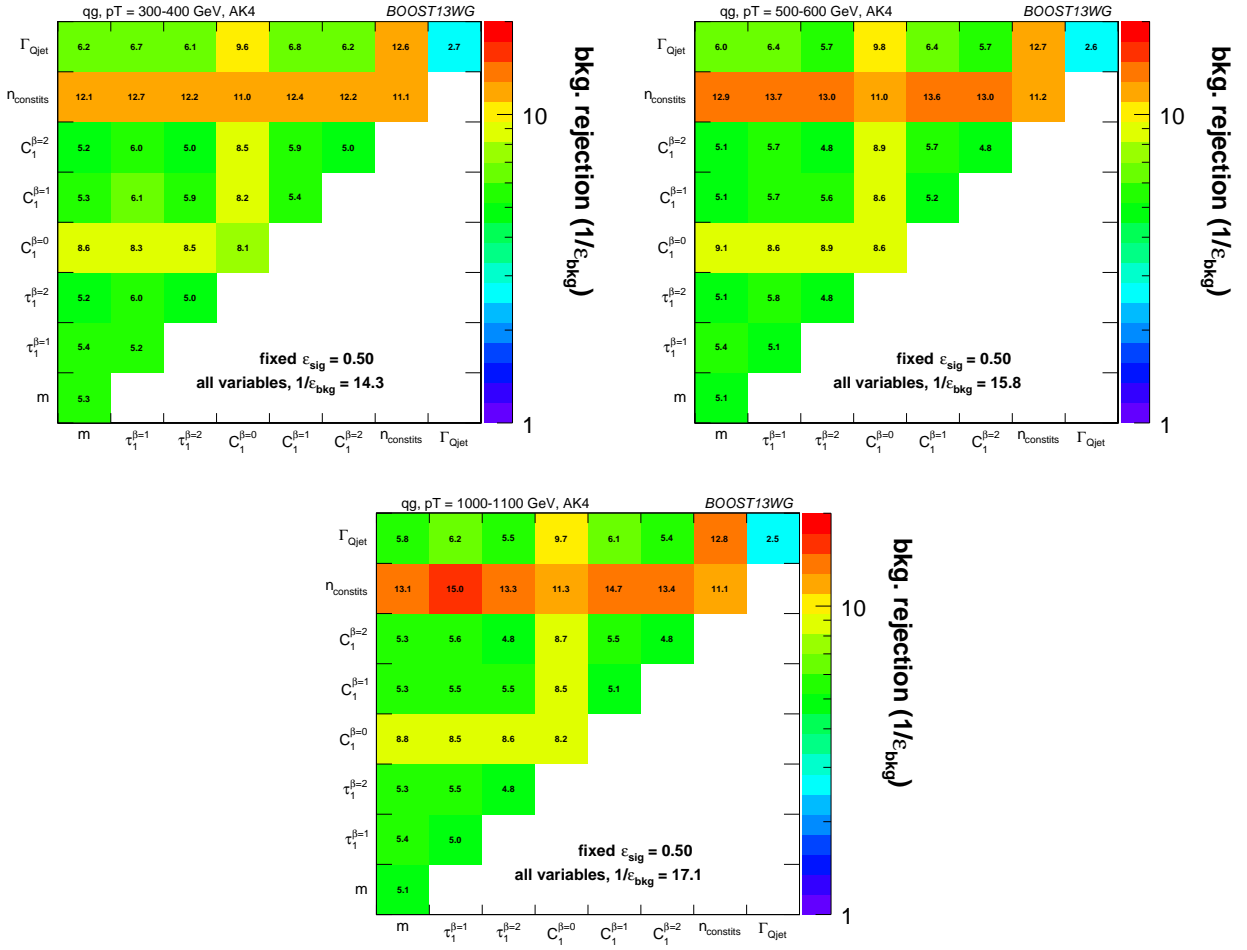 qg, pT = 300-400 GeV, AK4 BOOST13WG
Γ_Qjet 6.2 6.7 6.1 9.6 6.8 6.2 12.6 2.7
n_constits 12.1 12.7 12.2 11.0 12.4 12.2 11.1
C_1^β=2 5.2 6.0 5.0 8.5 5.9 5.0
C_1^β=1 5.3 6.1 5.9 8.2 5.4
C_1^β=0 8.6 8.3 8.5 8.1
τ_1^β=2 5.2 6.0 5.0
τ_1^β=1 5.4 5.2
m 5.3
fixed ε_sig = 0.50
all variables, 1/ε_bkg = 14.3
m τ_1^β=1 τ_1^β=2 C_1^β=0 C_1^β=1 C_1^β=2 n_constits Γ_Qjet
10
1
bkg. rejection (1/ε_bkg)
qg, pT = 500-600 GeV, AK4 BOOST13WG
Γ_Qjet 6.0 6.4 5.7 9.8 6.4 5.7 12.7 2.6
n_constits 12.9 13.7 13.0 11.0 13.6 13.0 11.2
C_1^β=2 5.1 5.7 4.8 8.9 5.7 4.8
C_1^β=1 5.1 5.7 5.6 8.6 5.2
C_1^β=0 9.1 8.6 8.9 8.6
τ_1^β=2 5.1 5.8 4.8
τ_1^β=1 5.4 5.1
m 5.1
fixed ε_sig = 0.50
all variables, 1/ε_bkg = 15.8
m τ_1^β=1 τ_1^β=2 C_1^β=0 C_1^β=1 C_1^β=2 n_constits Γ_Qjet
10
1
bkg. rejection (1/ε_bkg)
qg, pT = 1000-1100 GeV, AK4 BOOST13WG
Γ_Qjet 5.8 6.2 5.5 9.7 6.1 5.4 12.8 2.5
n_constits 13.1 15.0 13.3 11.3 14.7 13.4 11.1
C_1^β=2 5.3 5.6 4.8 8.7 5.5 4.8
C_1^β=1 5.3 5.5 5.5 8.5 5.1
C_1^β=0 8.8 8.5 8.6 8.2
τ_1^β=2 5.3 5.5 4.8
τ_1^β=1 5.4 5.0
m 5.1
fixed ε_sig = 0.50
all variables, 1/ε_bkg = 17.1
m τ_1^β=1 τ_1^β=2 C_1^β=0 C_1^β=1 C_1^β=2 n_constits Γ_Qjet
10
1
bkg. rejection (1/ε_bkg)